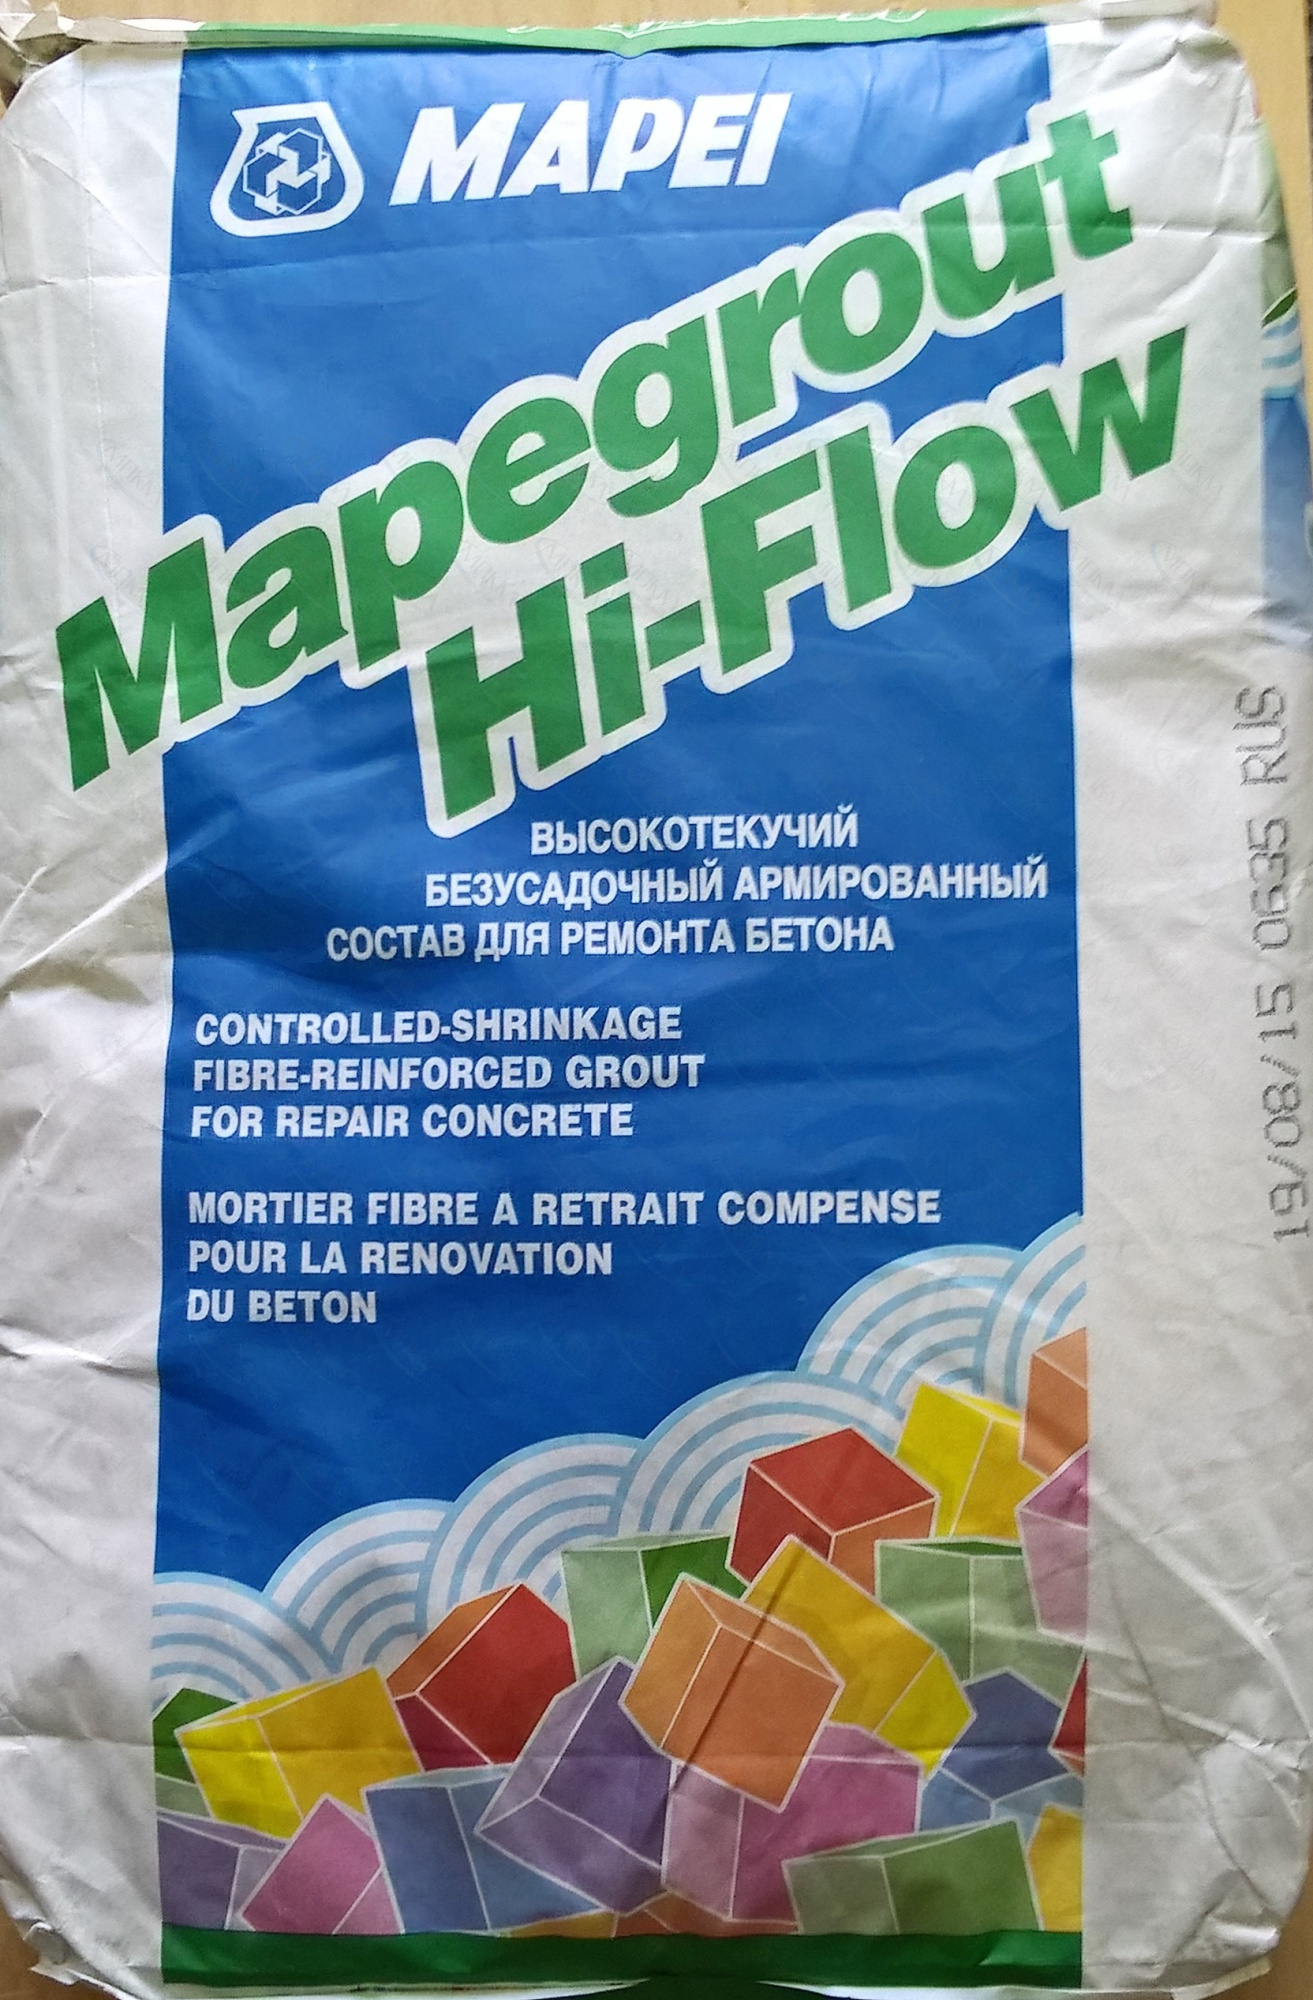 MAPEI
Mapegrout
Hi-Flow
ВЫСОКОТЕКУЧИЙ
БЕЗУСАДОЧНЫЙ АРМИРОВАННЫЙ
СОСТАВ ДЛЯ РЕМОНТА БЕТОНА
CONTROLLED-SHRINKAGE
FIBRE-REINFORCED GROUT
FOR REPAIR CONCRETE
MORTIER FIBRE A RETRAIT COMPENSE
POUR LA RENOVATION
DU BETON
19/08/15 0635 RUS